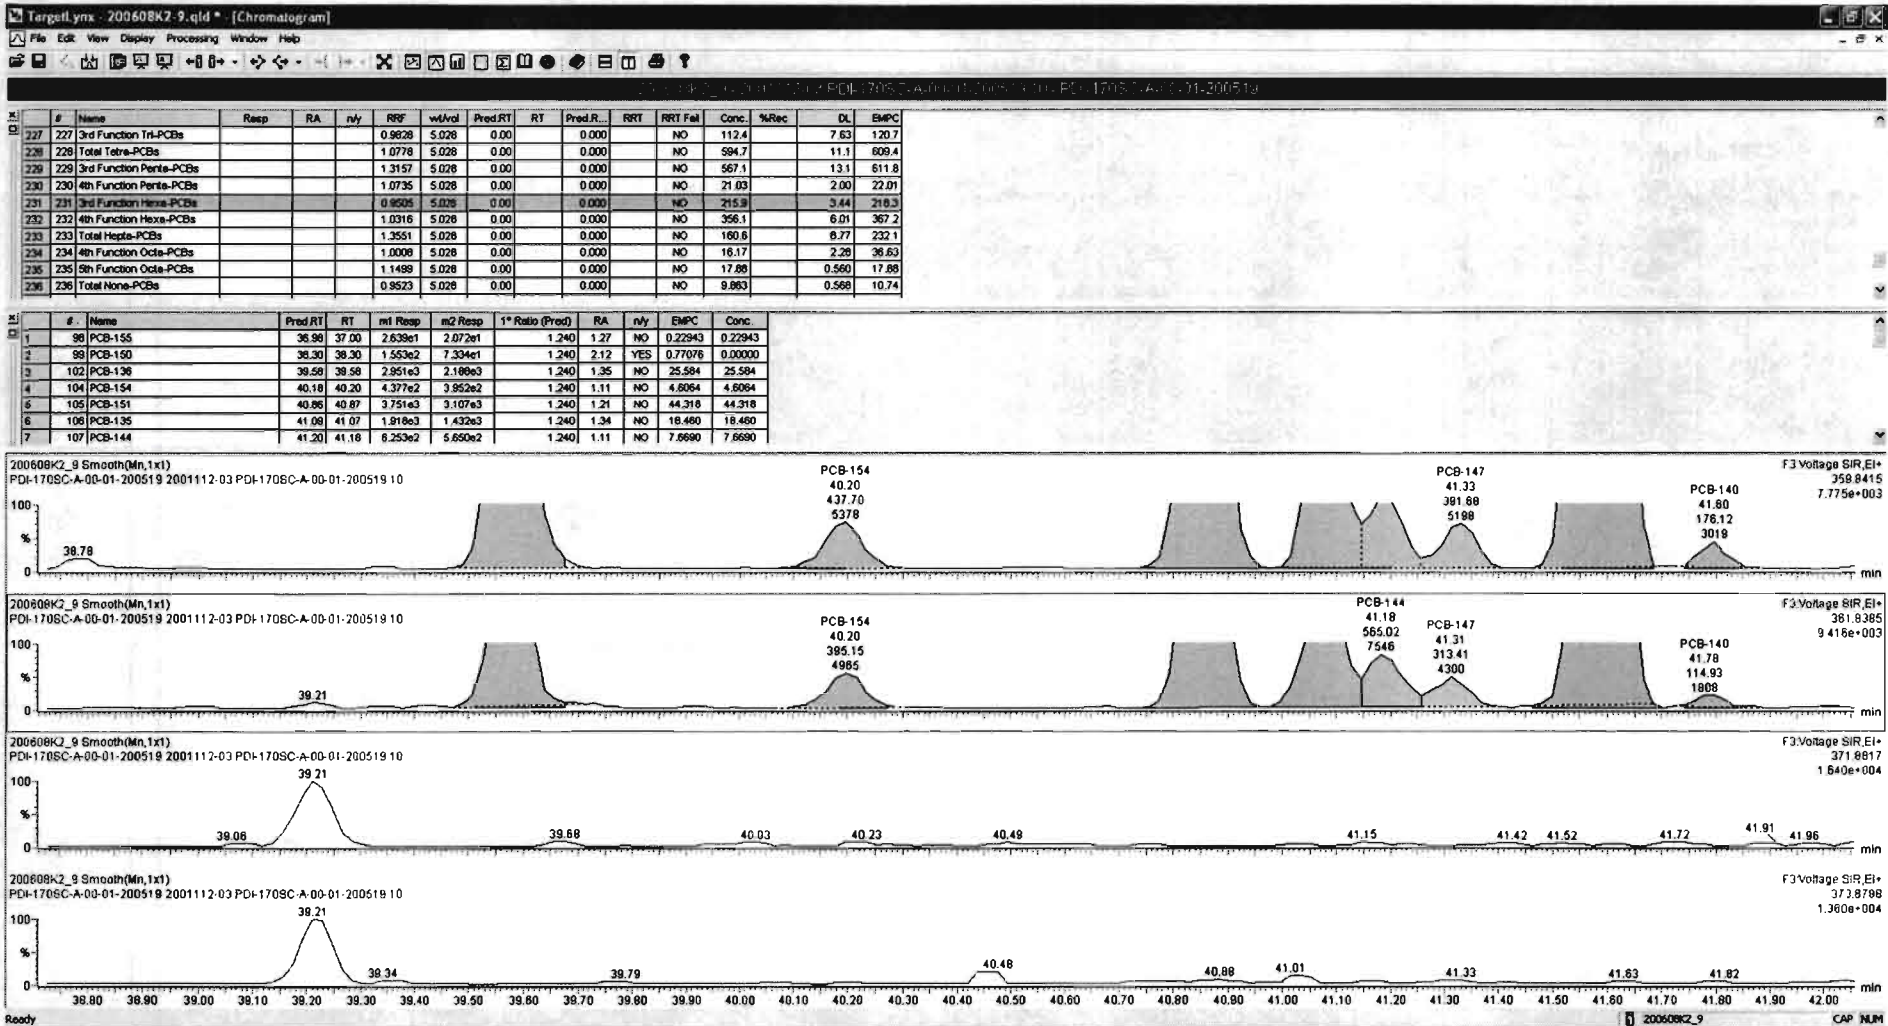 TargetLynx - 200608K2-9.qld * - [Chromatogram]
File Edit View Display Processing Window Help
# Name Resp RA n/y RRF wt/vol Pred.RT RT Pred.R... RRT RRT Fail Conc. %Rec DL EMPC
227 227 3rd Function Tri-PCBs 0.9828 5.028 0.00 0.000 NO 112.4 7.63 120.7
228 228 Total Tetra-PCBs 1.0778 5.028 0.00 0.000 NO 594.7 11.1 609.4
229 229 3rd Function Penta-PCBs 1.3157 5.028 0.00 0.000 NO 567.1 13.1 611.8
230 230 4th Function Penta-PCBs 1.0735 5.028 0.00 0.000 NO 21.03 2.00 22.01
231 231 3rd Function Hexa-PCBs 0.9505 5.028 0.00 0.000 NO 215.9 3.44 218.3
232 232 4th Function Hexa-PCBs 1.0316 5.028 0.00 0.000 NO 356.1 6.01 367.2
233 233 Total Hepta-PCBs 1.3551 5.028 0.00 0.000 NO 160.6 8.77 232.1
234 234 4th Function Octa-PCBs 1.0008 5.028 0.00 0.000 NO 16.17 2.28 36.63
235 235 5th Function Octa-PCBs 1.1499 5.028 0.00 0.000 NO 17.88 0.560 17.88
236 236 Total Nona-PCBs 0.9523 5.028 0.00 0.000 NO 9.863 0.568 10.74
# Name Pred.RT RT m1 Resp m2 Resp 1° Ratio (Pred) RA n/y EMPC Conc.
1 98 PCB-155 36.98 37.00 2.639e1 2.072e1 1.240 1.27 NO 0.22943 0.22943
2 99 PCB-150 38.30 38.30 1.553e2 7.334e1 1.240 2.12 YES 0.77076 0.00000
3 102 PCB-136 39.58 39.58 2.951e3 2.188e3 1.240 1.35 NO 25.584 25.584
4 104 PCB-154 40.18 40.20 4.377e2 3.952e2 1.240 1.11 NO 4.6064 4.6064
5 105 PCB-151 40.86 40.87 3.751e3 3.107e3 1.240 1.21 NO 44.318 44.318
6 106 PCB-135 41.09 41.07 1.918e3 1.432e3 1.240 1.34 NO 18.460 18.460
7 107 PCB-144 41.20 41.18 6.253e2 5.650e2 1.240 1.11 NO 7.6690 7.6690
200608K2_9 Smooth(Mn,1x1)
PDI-170SC-A-00-01-200519 2001112-03 PDI-170SC-A-00-01-200519 10
F3:Voltage SIR,EI+
359.8415
7.775e+003
PCB-154
40.20
437.70
5378
PCB-147
41.33
391.88
5198
PCB-140
41.80
176.12
3019
100
%
0
38.78
min
200608K2_9 Smooth(Mn,1x1)
PDI-170SC-A-00-01-200519 2001112-03 PDI-170SC-A-00-01-200519 10
F3:Voltage SIR,EI+
361.8385
9.416e+003
PCB-154
40.20
395.15
4965
PCB-144
41.18
565.02
7546
PCB-147
41.31
313.41
4300
PCB-140
41.78
114.93
1808
100
%
0
39.21
min
200608K2_9 Smooth(Mn,1x1)
PDI-170SC-A-00-01-200519 2001112-03 PDI-170SC-A-00-01-200519 10
F3:Voltage SIR,EI+
371.8817
1.640e+004
100
%
0
39.06 39.21 39.68 40.03 40.23 40.49 41.15 41.42 41.52 41.72 41.91 41.96
min
200608K2_9 Smooth(Mn,1x1)
PDI-170SC-A-00-01-200519 2001112-03 PDI-170SC-A-00-01-200519 10
F3:Voltage SIR,EI+
373.8798
1.360e+004
100
%
0
39.21 39.34 39.79 40.48 40.88 41.01 41.33 41.63 41.82
min
38.80 38.90 39.00 39.10 39.20 39.30 39.40 39.50 39.60 39.70 39.80 39.90 40.00 40.10 40.20 40.30 40.40 40.50 40.60 40.70 40.80 40.90 41.00 41.10 41.20 41.30 41.40 41.50 41.60 41.70 41.80 41.90 42.00
Ready
200608K2_9 CAP NUM